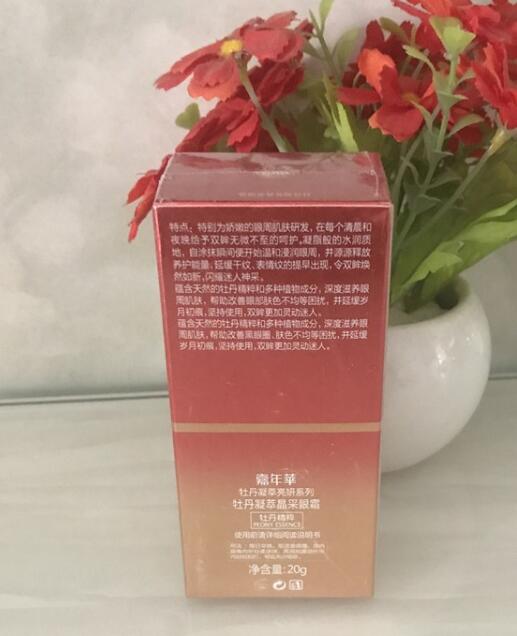 特点：特别为娇嫩的眼周肌肤研发，在每个清晨和
夜晚给予双眸无微不至的呵护。凝脂般的水润质
地，自涂抹瞬间便开始温和浸润眼周，并源源释放
养护能量，延缓干纹、表情纹的提早出现，令双眸焕
然如新，闪耀迷人神采。
蕴含天然的牡丹精粹和多种植物成分，深度滋养眼
周肌肤，帮助改善眼部肤色不均等困扰，并延缓岁
月初痕，坚持使用，双眸更加灵动迷人。
蕴含天然的牡丹精粹和多种植物成分，深度滋养眼
周肌肤，帮助改善黑眼圈、肤色不均等困扰，并延缓
岁月初痕，坚持使用，双眸更加灵动迷人。
嘉年华
牡丹凝萃亮妍系列
牡丹凝萃晶采眼霜
牡丹精粹
PEONY ESSENCE
使用前请详细阅读说明书
净含量：20g